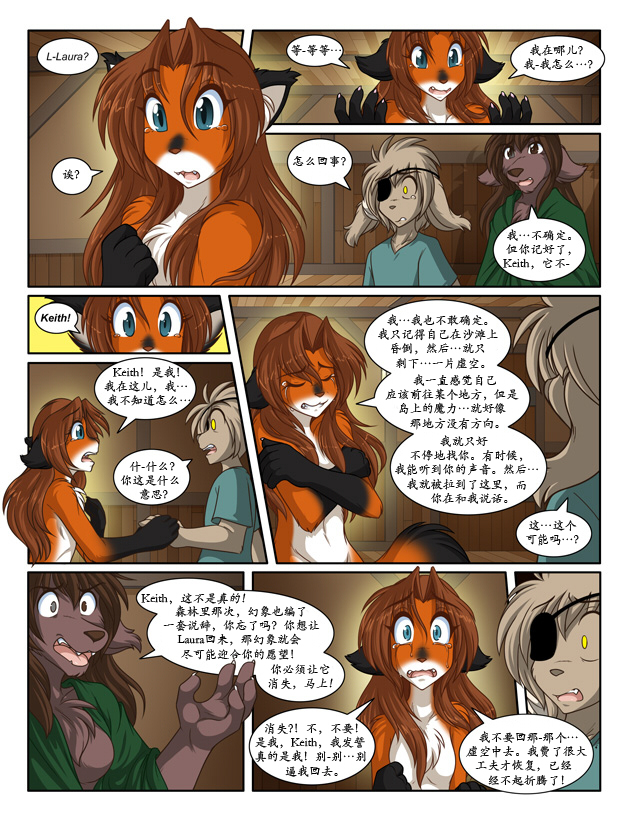 L-Laura?
诶?
等-等等…
我在哪儿?
我-我怎么…?
怎么回事?
我…不确定。
但你记好了,
Keith, 它不-
Keith!
Keith! 是我!
我在这儿, 我…
我不知道怎么…
什-什么?
你这是什么
意思?
我…我也不敢确定。
我只记得自己在沙滩上
昏倒, 然后…就只
剩下…一片虚空。
我一直感觉自己
应该前往某个地方, 但是
岛上的魔力…就好像
那地方没有方向。
我就只好
不停地找你。有时候,
我能听到你的声音。然后…
我就被拉到了这里, 而
你在和我说话。
这…这个
可能吗…?
Keith, 这不是真的!
森林里那次, 幻象也编了
一套说辞, 你忘了吗? 你想让
Laura回来, 那幻象就会
尽可能迎合你的愿望!
你必须让它
消失, 马上!
消失?! 不, 不要!
是我, Keith, 我发誓
真的是我! 别-别…别
逼我回去。
我不要回那-那个…
虚空中去。我费了很大
工夫才恢复, 已经
经不起折腾了!